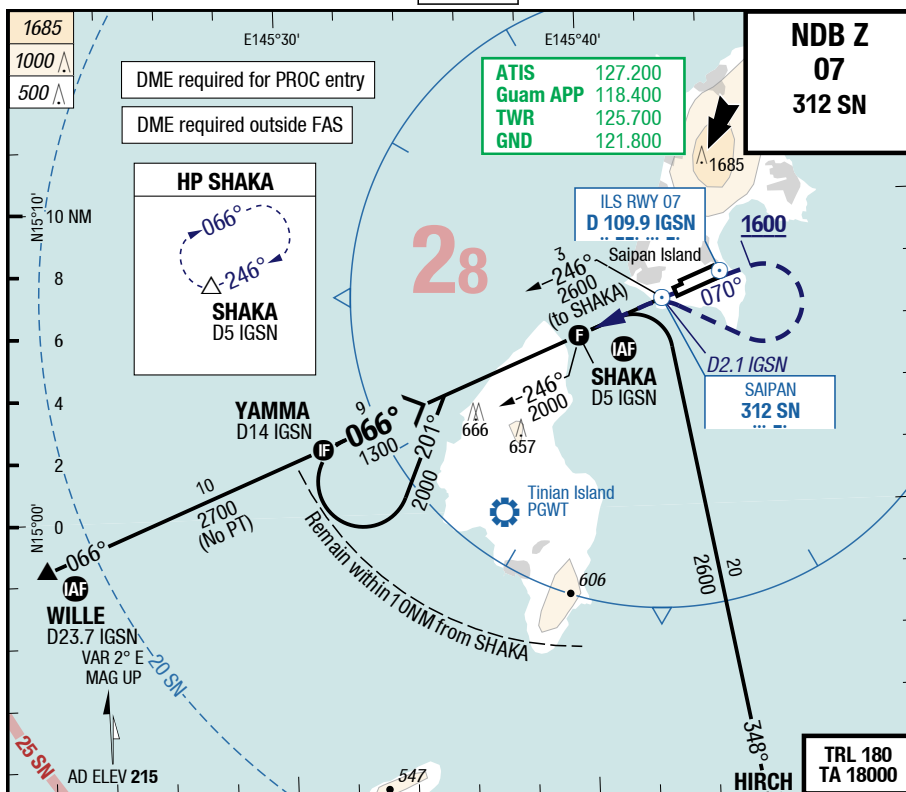 1685
1000
500
E145°30'
E145°40'
DME required for PROC entry
DME required outside FAS
ATIS 127.200
Guam APP 118.400
TWR 125.700
GND 121.800
NDB Z
07
312 SN
1685
HP SHAKA
066°
246°
SHAKA
D5 IGSN
N15°10'
10 NM
8
6
4
2
0
N15°00'
28
ILS RWY 07
D 109.9 IGSN
1600
Saipan Island
070°
3
246°
2600
(to SHAKA)
D2.1 IGSN
SAIPAN
312 SN
F
IAF
SHAKA
D5 IGSN
246°
2000
YAMMA
D14 IGSN
IF
9
066°
1300
201°
2000
666
657
Tinian Island
PGWT
10
2700
(No PT)
066°
IAF
WILLE
D23.7 IGSN
VAR 2° E
MAG UP
Remain within 10NM from SHAKA
606
20
2600
348°
HIRCH
20 SN
25 SN
AD ELEV 215
547
TRL 180
TA 18000